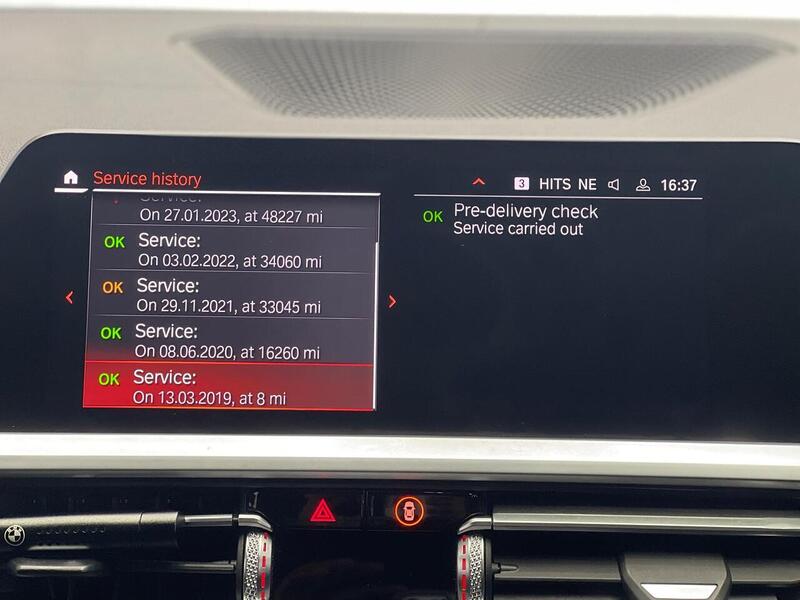 Service history
3 HITS NE 16:37
Service:
On 27.01.2023, at 48227 mi
OK Service:
On 03.02.2022, at 34060 mi
OK Service:
On 29.11.2021, at 33045 mi
OK Service:
On 08.06.2020, at 16260 mi
OK Service:
On 13.03.2019, at 8 mi
OK Pre-delivery check
Service carried out